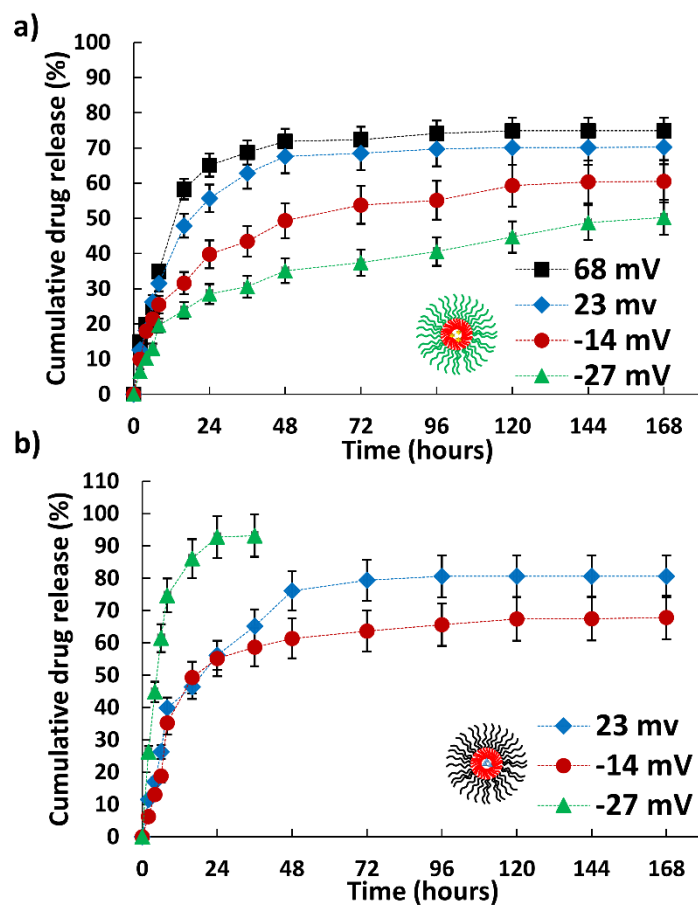 a)
Cumulative drug release (%)
100
90
80
70
60
50
40
30
20
10
0
68 mV
23 mv
-14 mV
-27 mV
0 24 48 72 96 120 144 168
Time (hours)
b)
Cumulative drug release (%)
110
100
90
80
70
60
50
40
30
20
10
0
23 mv
-14 mV
-27 mV
0 24 48 72 96 120 144 168
Time (hours)